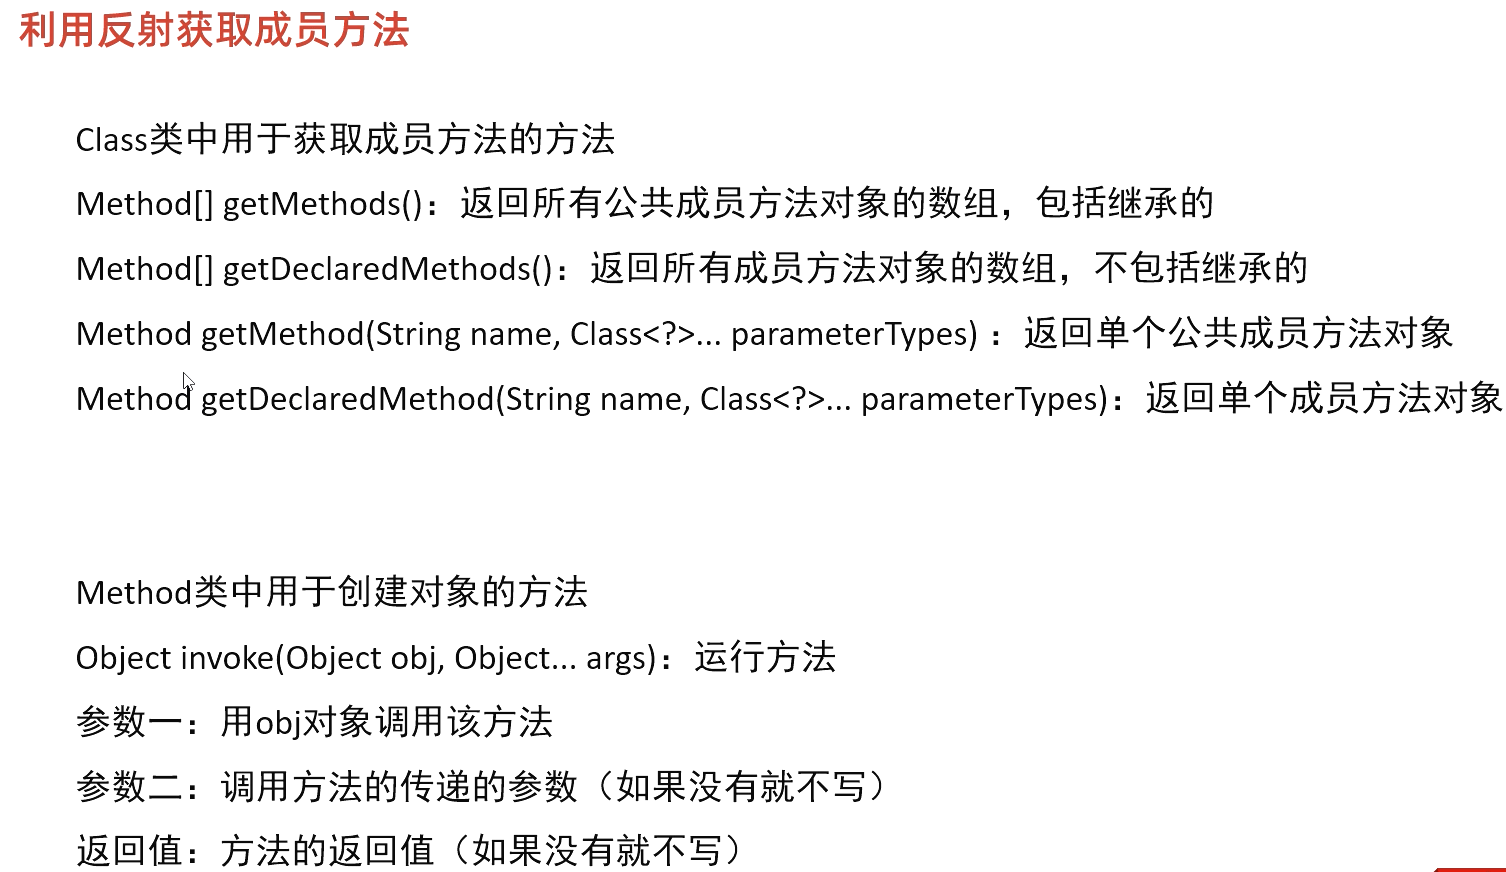 利用反射获取成员方法
Class类中用于获取成员方法的方法
Method[] getMethods()：返回所有公共成员方法对象的数组，包括继承的
Method[] getDeclaredMethods()：返回所有成员方法对象的数组，不包括继承的
Method getMethod(String name, Class<?>... parameterTypes) ：返回单个公共成员方法对象
Method getDeclaredMethod(String name, Class<?>... parameterTypes)：返回单个成员方法对象
Method类中用于创建对象的方法
Object invoke(Object obj, Object... args)：运行方法
参数一：用obj对象调用该方法
参数二：调用方法的传递的参数（如果没有就不写）
返回值：方法的返回值（如果没有就不写）